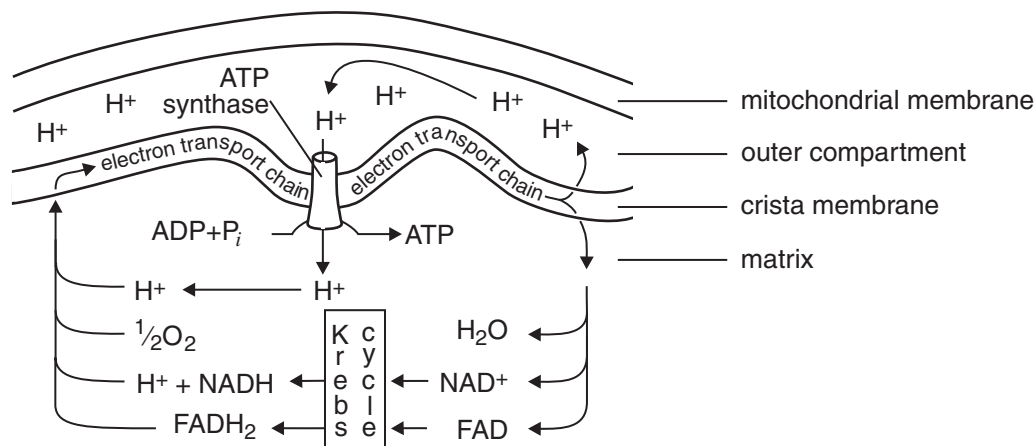 ATP
synthase
H⁺
H⁺
H⁺
H⁺
H⁺
H⁺
mitochondrial membrane
electron transport chain
electron transport chain
outer compartment
crista membrane
matrix
ADP+Pᵢ
ATP
H⁺
H⁺
½O₂
H₂O
H⁺ + NADH
NAD⁺
FADH₂
FAD
Krebs
cycle